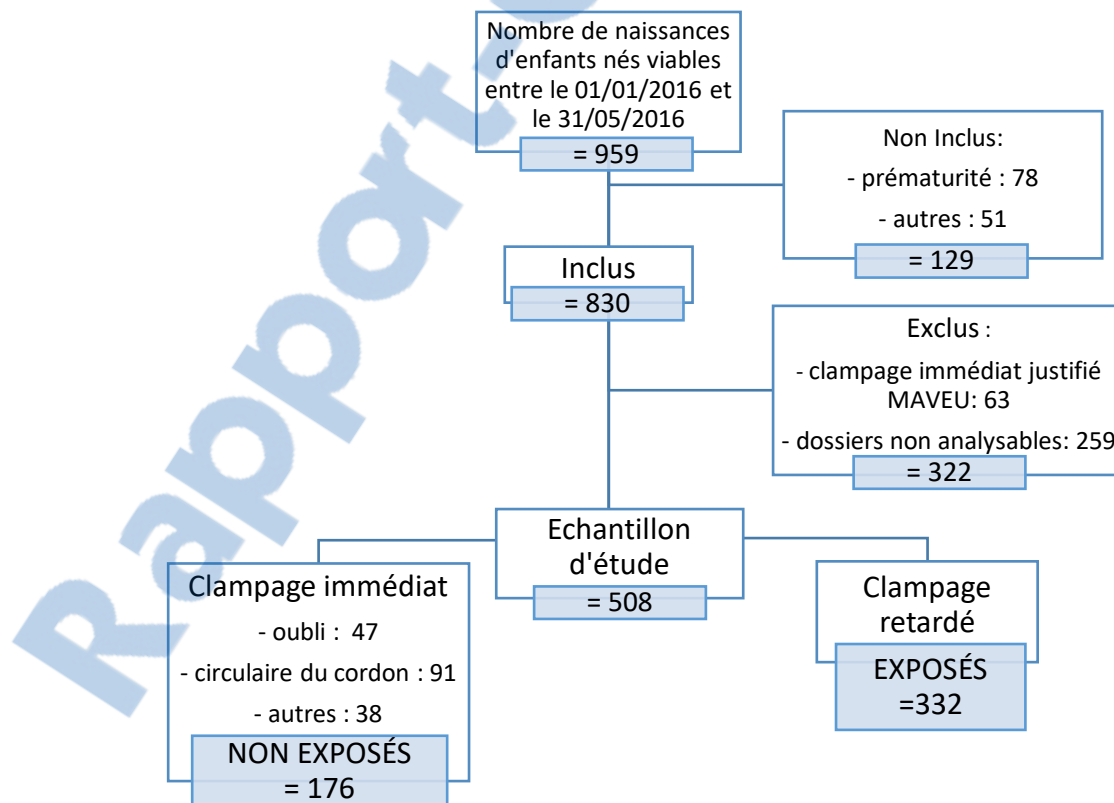 Nombre de naissances
d'enfants nés viables
entre le 01/01/2016 et
le 31/05/2016
= 959
Non Inclus:
- prématurité : 78
- autres : 51
= 129
Inclus
= 830
Exclus :
- clampage immédiat justifié
MAVEU: 63
- dossiers non analysables: 259
= 322
Echantillon
d'étude
= 508
Clampage immédiat
- oubli : 47
- circulaire du cordon : 91
- autres : 38
NON EXPOSÉS
= 176
Clampage
retardé
EXPOSÉS
=332
Rapport-